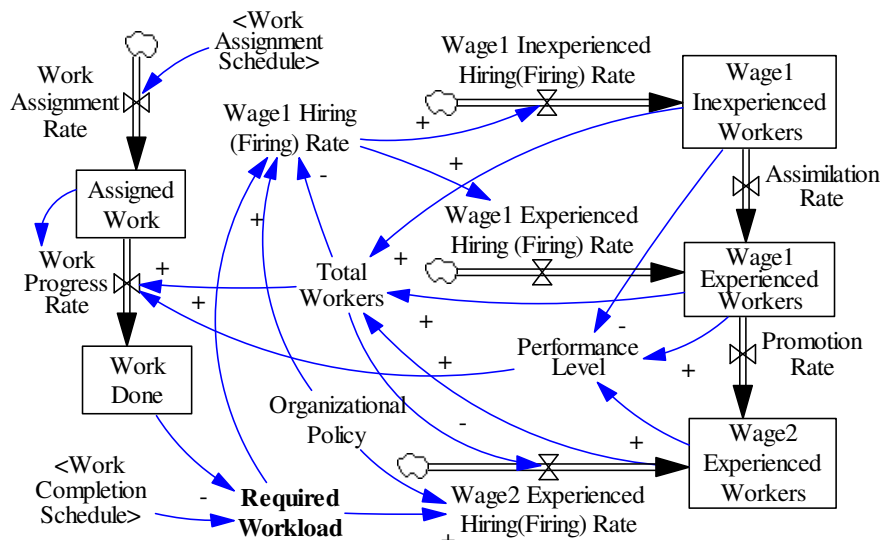 <Work
Assignment
Schedule>
Work
Assignment
Rate
Assigned
Work
Work
Progress
Rate
+
Work
Done
<Work
Completion
Schedule>
-
Required
Workload
Wage1 Hiring
(Firing) Rate
+
-
+
+
Total
Workers
+
+
+
+
+
Organizational
Policy
-
+
Wage1 Inexperienced
Hiring(Firing) Rate
Wage1
Inexperienced
Workers
Assimilation
Rate
Wage1 Experienced
Hiring (Firing) Rate
Wage1
Experienced
Workers
-
+
Performance
Level
Promotion
Rate
+
Wage2
Experienced
Workers
Wage2 Experienced
Hiring(Firing) Rate
+